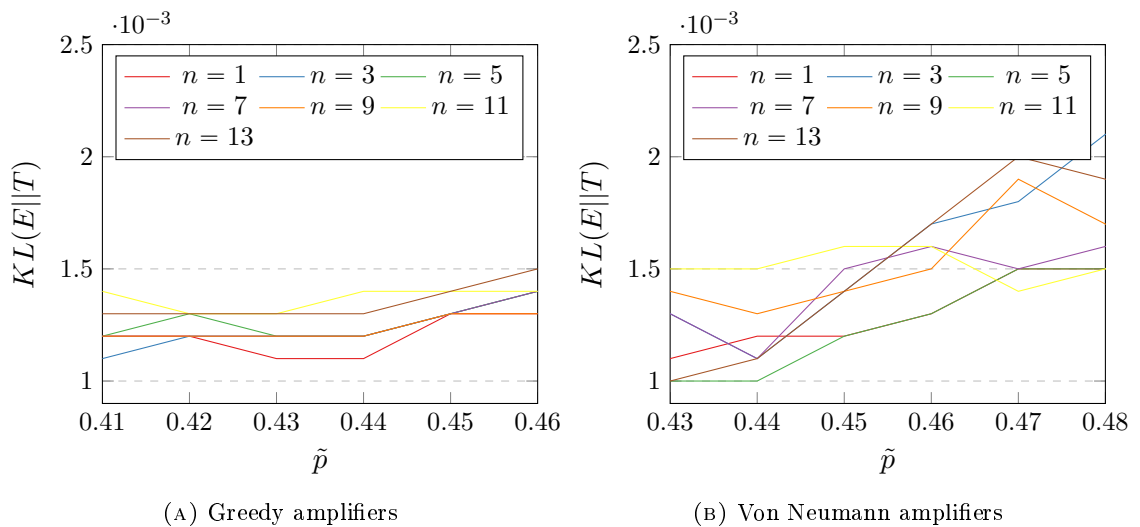 ·10⁻³
2.5
2
1.5
1
KL(E||T)
n = 1 n = 3 n = 5
n = 7 n = 9 n = 11
n = 13
0.41 0.42 0.43 0.44 0.45 0.46
p̃
(A) Greedy amplifiers
·10⁻³
2.5
2
1.5
1
KL(E||T)
n = 1 n = 3 n = 5
n = 7 n = 9 n = 11
n = 13
0.43 0.44 0.45 0.46 0.47 0.48
p̃
(B) Von Neumann amplifiers